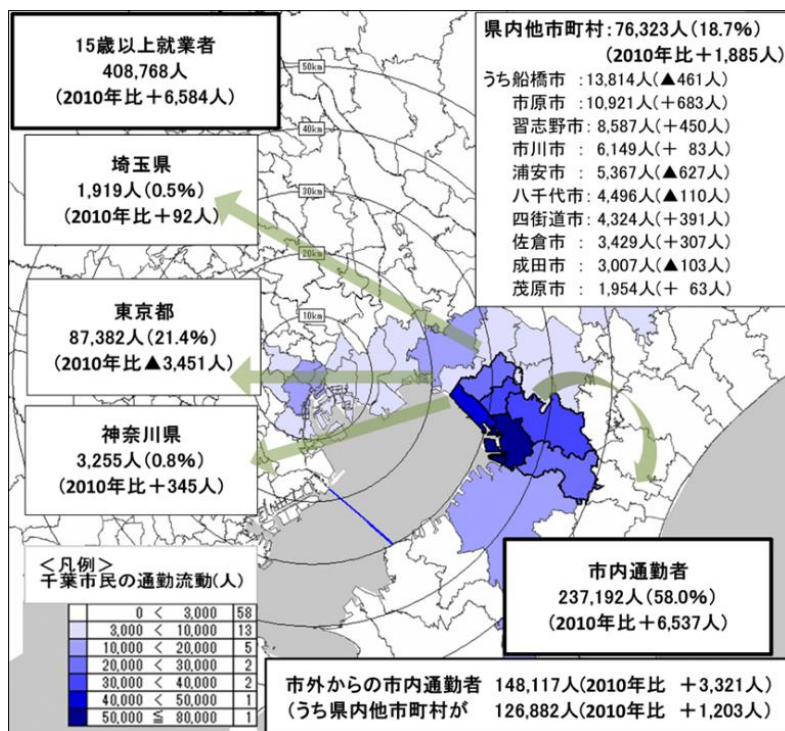 15歳以上就業者
408,768人
(2010年比+6,584人)
埼玉県
1,919人(0.5%)
(2010年比+92人)
東京都
87,382人(21.4%)
(2010年比▲3,451人)
神奈川県
3,255人(0.8%)
(2010年比+345人)
県内他市町村:76,323人(18.7%)
(2010年比+1,885人)
うち船橋市 :13,814人(▲461人)
市原市 :10,921人(+683人)
習志野市: 8,587人(+450人)
市川市 : 6,149人(+ 83人)
浦安市 : 5,367人(▲627人)
八千代市: 4,496人(▲110人)
四街道市: 4,324人(+391人)
佐倉市 : 3,429人(+307人)
成田市 : 3,007人(▲103人)
茂原市 : 1,954人(+ 63人)
50km
40km
30km
20km
10km
<凡例>
千葉市民の通勤流動(人)
0 < 3,000 58
3,000 < 10,000 13
10,000 < 20,000 5
20,000 < 30,000 2
30,000 < 40,000 2
40,000 < 50,000 1
50,000 ≦ 80,000 1
市内通勤者
237,192人(58.0%)
(2010年比+6,537人)
市外からの市内通勤者 148,117人(2010年比 +3,321人)
(うち県内他市町村が 126,882人(2010年比 +1,203人)